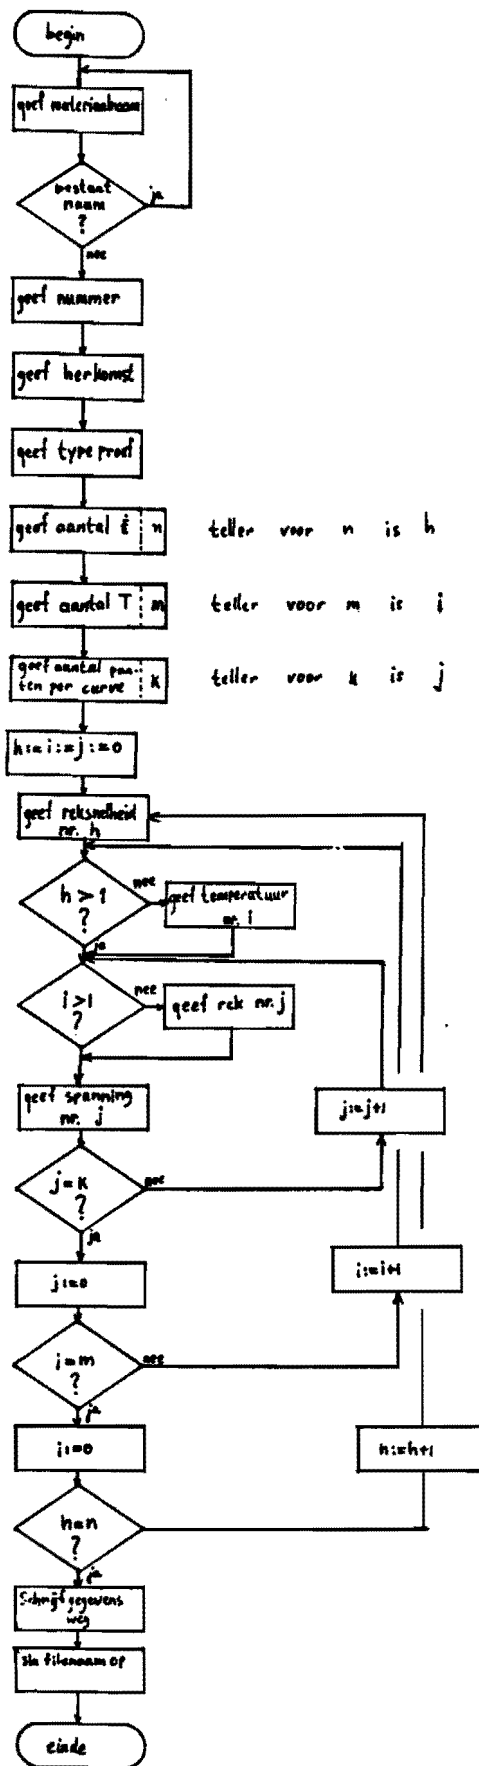 begin
geef materiaalnaam
bestaat
naam
?
ja
nee
geef nummer
geef herkomst
geef type proef
geef aantal ε̇ n
teller voor n is h
geef aantal T m
teller voor m is i
geef aantal pun-
ten per curve k
teller voor k is j
h:=i:=j:=0
geef reksnelheid
nr. h
h>1
?
nee
ja
geef temperatuur
nr. i
i>1
?
nee
geef rek nr. j
geef spanning
nr. j
j:=j+1
j=k
?
nee
ja
j:=0
i:=i+1
i=m
?
nee
ja
i:=0
h:=h+1
h=n
?
ja
Schrijf gegevens
weg
sla filenaam op
einde